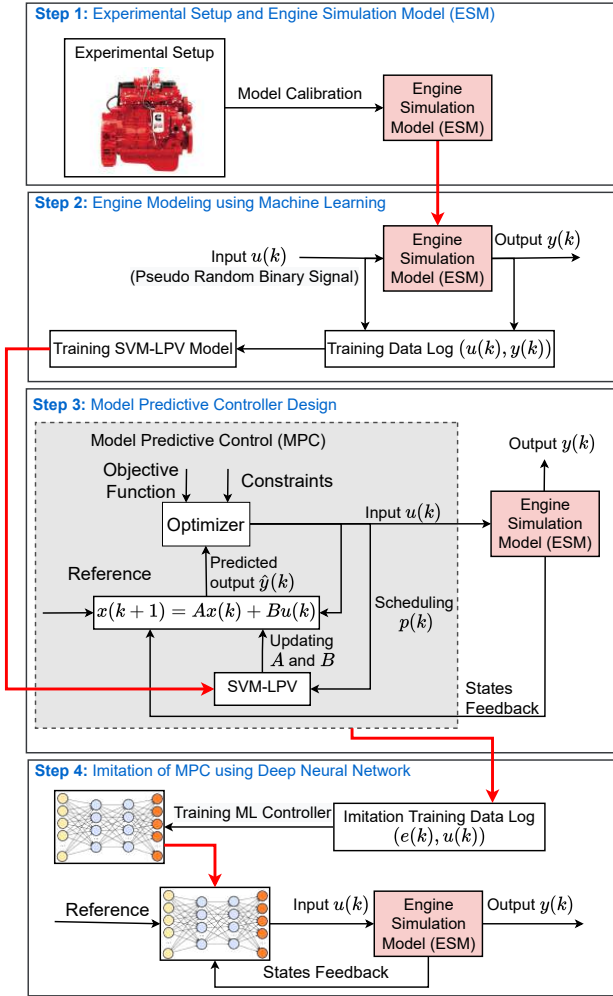 Step 1: Experimental Setup and Engine Simulation Model (ESM)
Experimental Setup
Model Calibration
Engine
Simulation
Model (ESM)
Step 2: Engine Modeling using Machine Learning
Input u(k)
(Pseudo Random Binary Signal)
Engine
Simulation
Model (ESM)
Output y(k)
Training SVM-LPV Model
Training Data Log (u(k), y(k))
Step 3: Model Predictive Controller Design
Model Predictive Control (MPC)
Objective
Function
Constraints
Optimizer
Input u(k)
Output y(k)
Engine
Simulation
Model (ESM)
Reference
Predicted
output ŷ(k)
x(k + 1) = Ax(k) + Bu(k)
Scheduling
p(k)
Updating
A and B
SVM-LPV
States
Feedback
Step 4: Imitation of MPC using Deep Neural Network
Training ML Controller
Imitation Training Data Log
(e(k), u(k))
Reference
Input u(k)
Engine
Simulation
Model (ESM)
Output y(k)
States Feedback